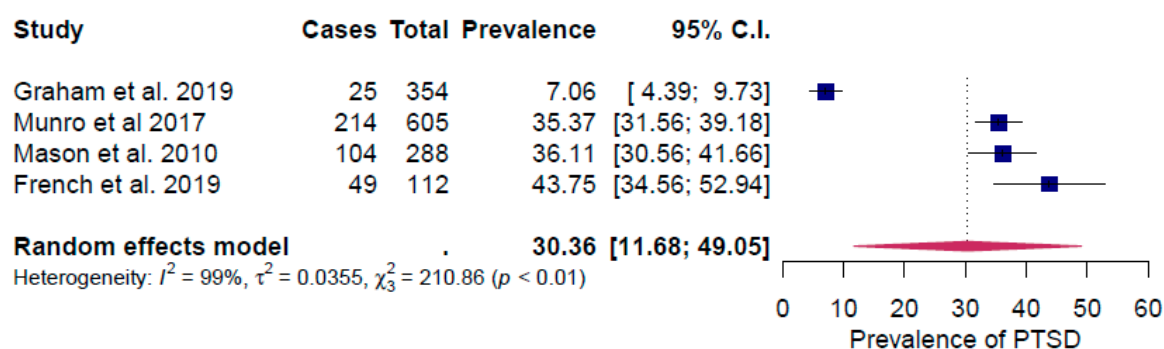 Study Cases Total Prevalence 95% C.I.
Graham et al. 2019 25 354 7.06 [ 4.39; 9.73]
Munro et al 2017 214 605 35.37 [31.56; 39.18]
Mason et al. 2010 104 288 36.11 [30.56; 41.66]
French et al. 2019 49 112 43.75 [34.56; 52.94]
Random effects model . 30.36 [11.68; 49.05]
Heterogeneity: I² = 99%, τ² = 0.0355, χ²₃ = 210.86 (p < 0.01)
0 10 20 30 40 50 60
Prevalence of PTSD